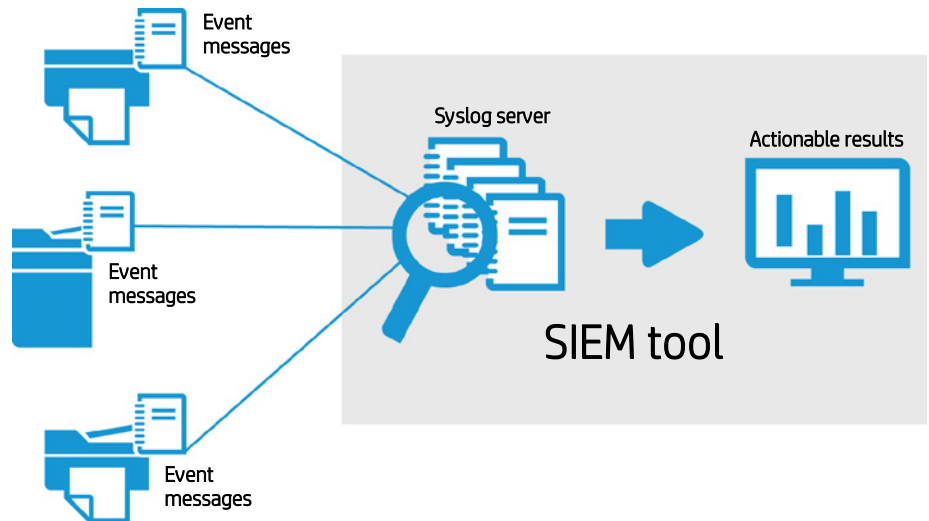 Event
messages
Syslog server
Actionable results
Event
messages
SIEM tool
Event
messages